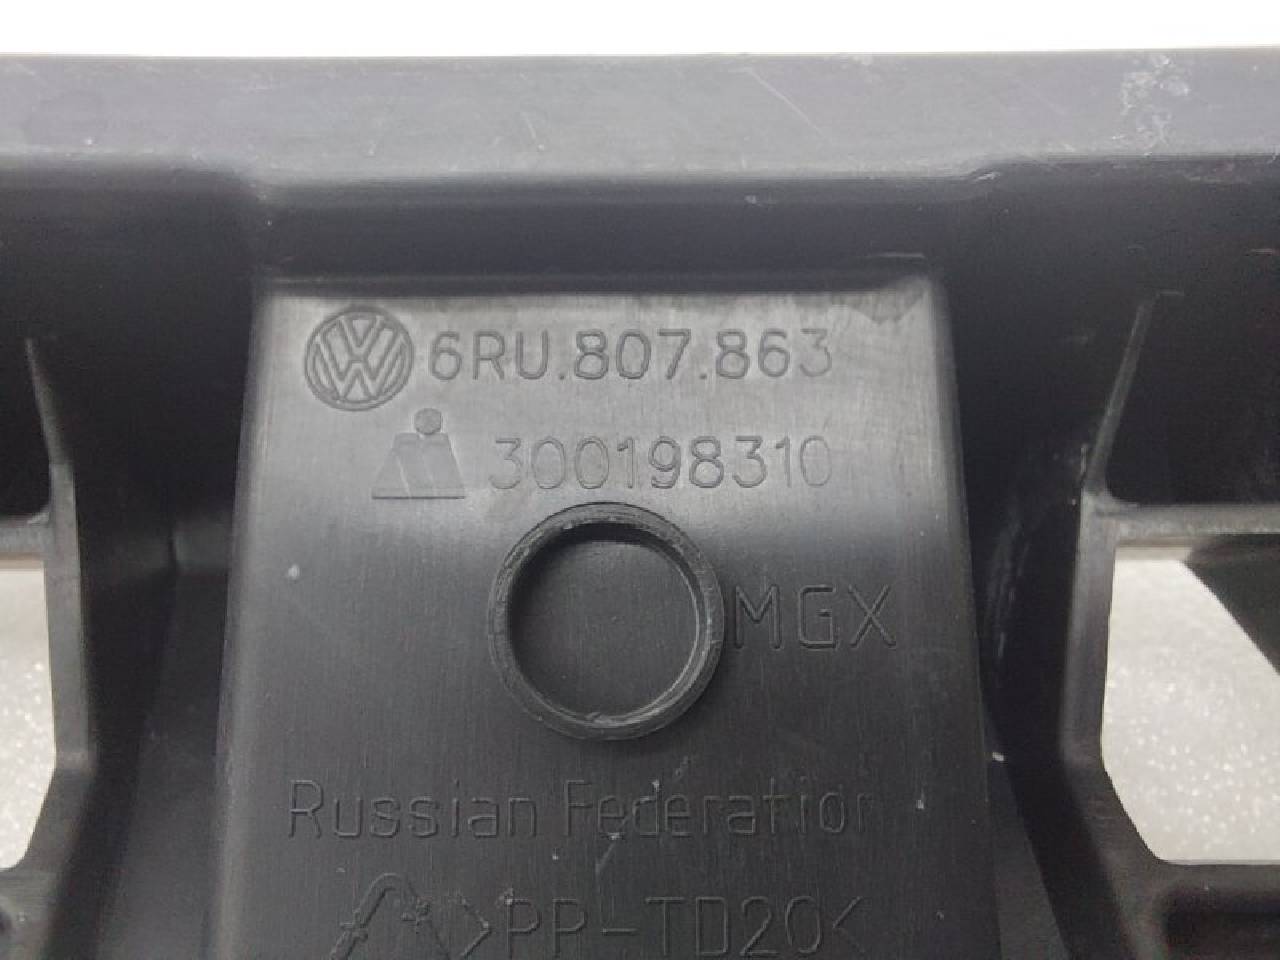 6RU.807.863
300198310
MGX
Russian Federation
>PP-TD20<